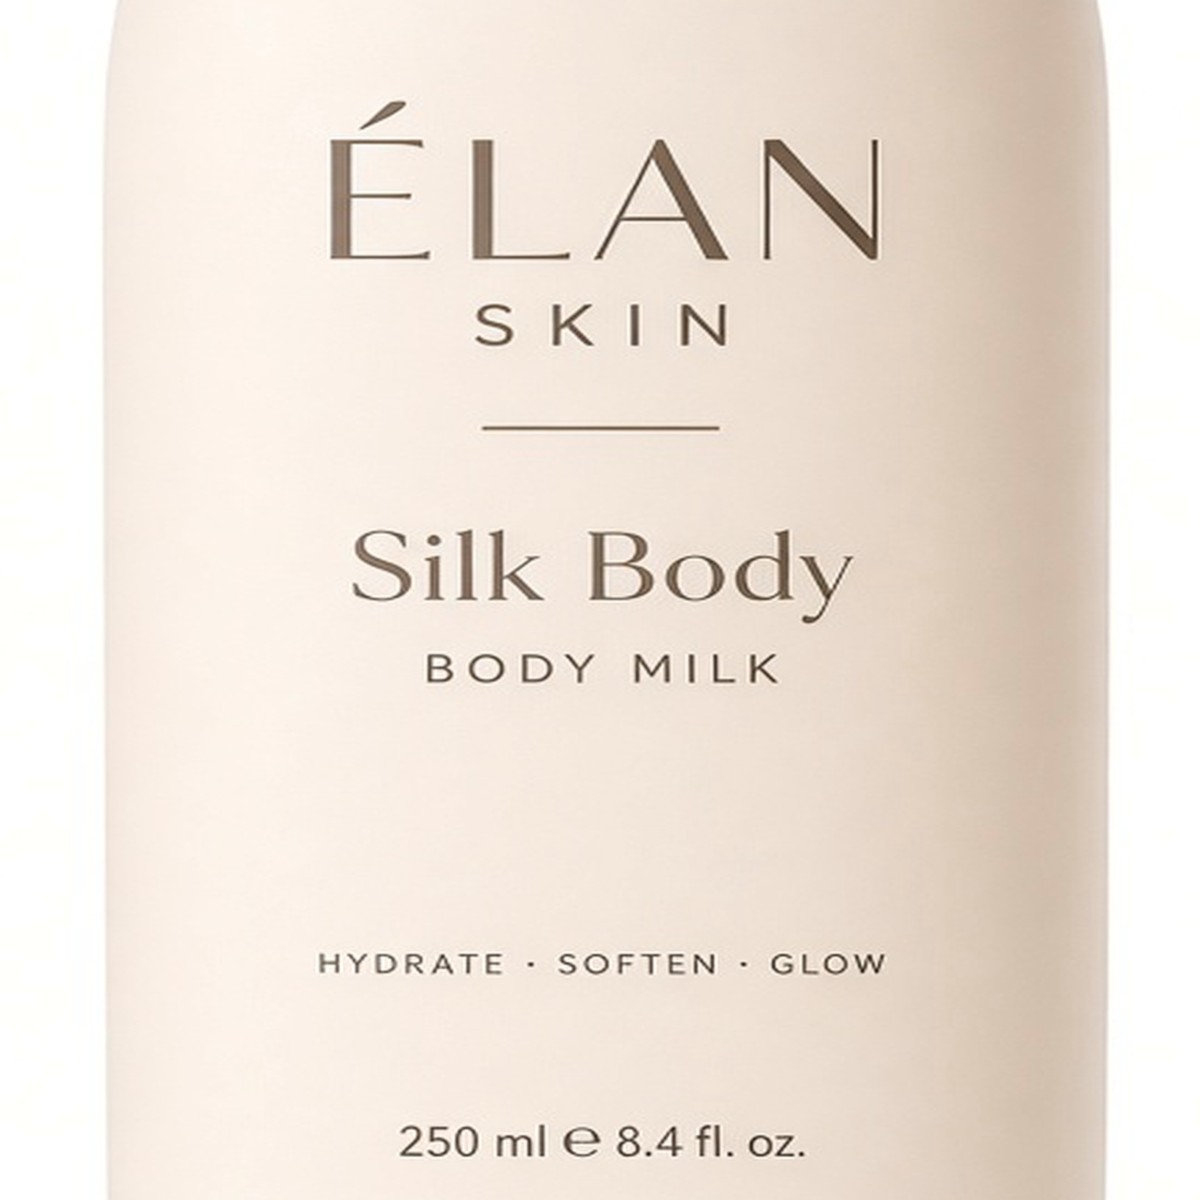 ÉLAN
SKIN
Silk Body
BODY MILK
HYDRATE · SOFTEN · GLOW
250 ml ℮ 8.4 fl. oz.